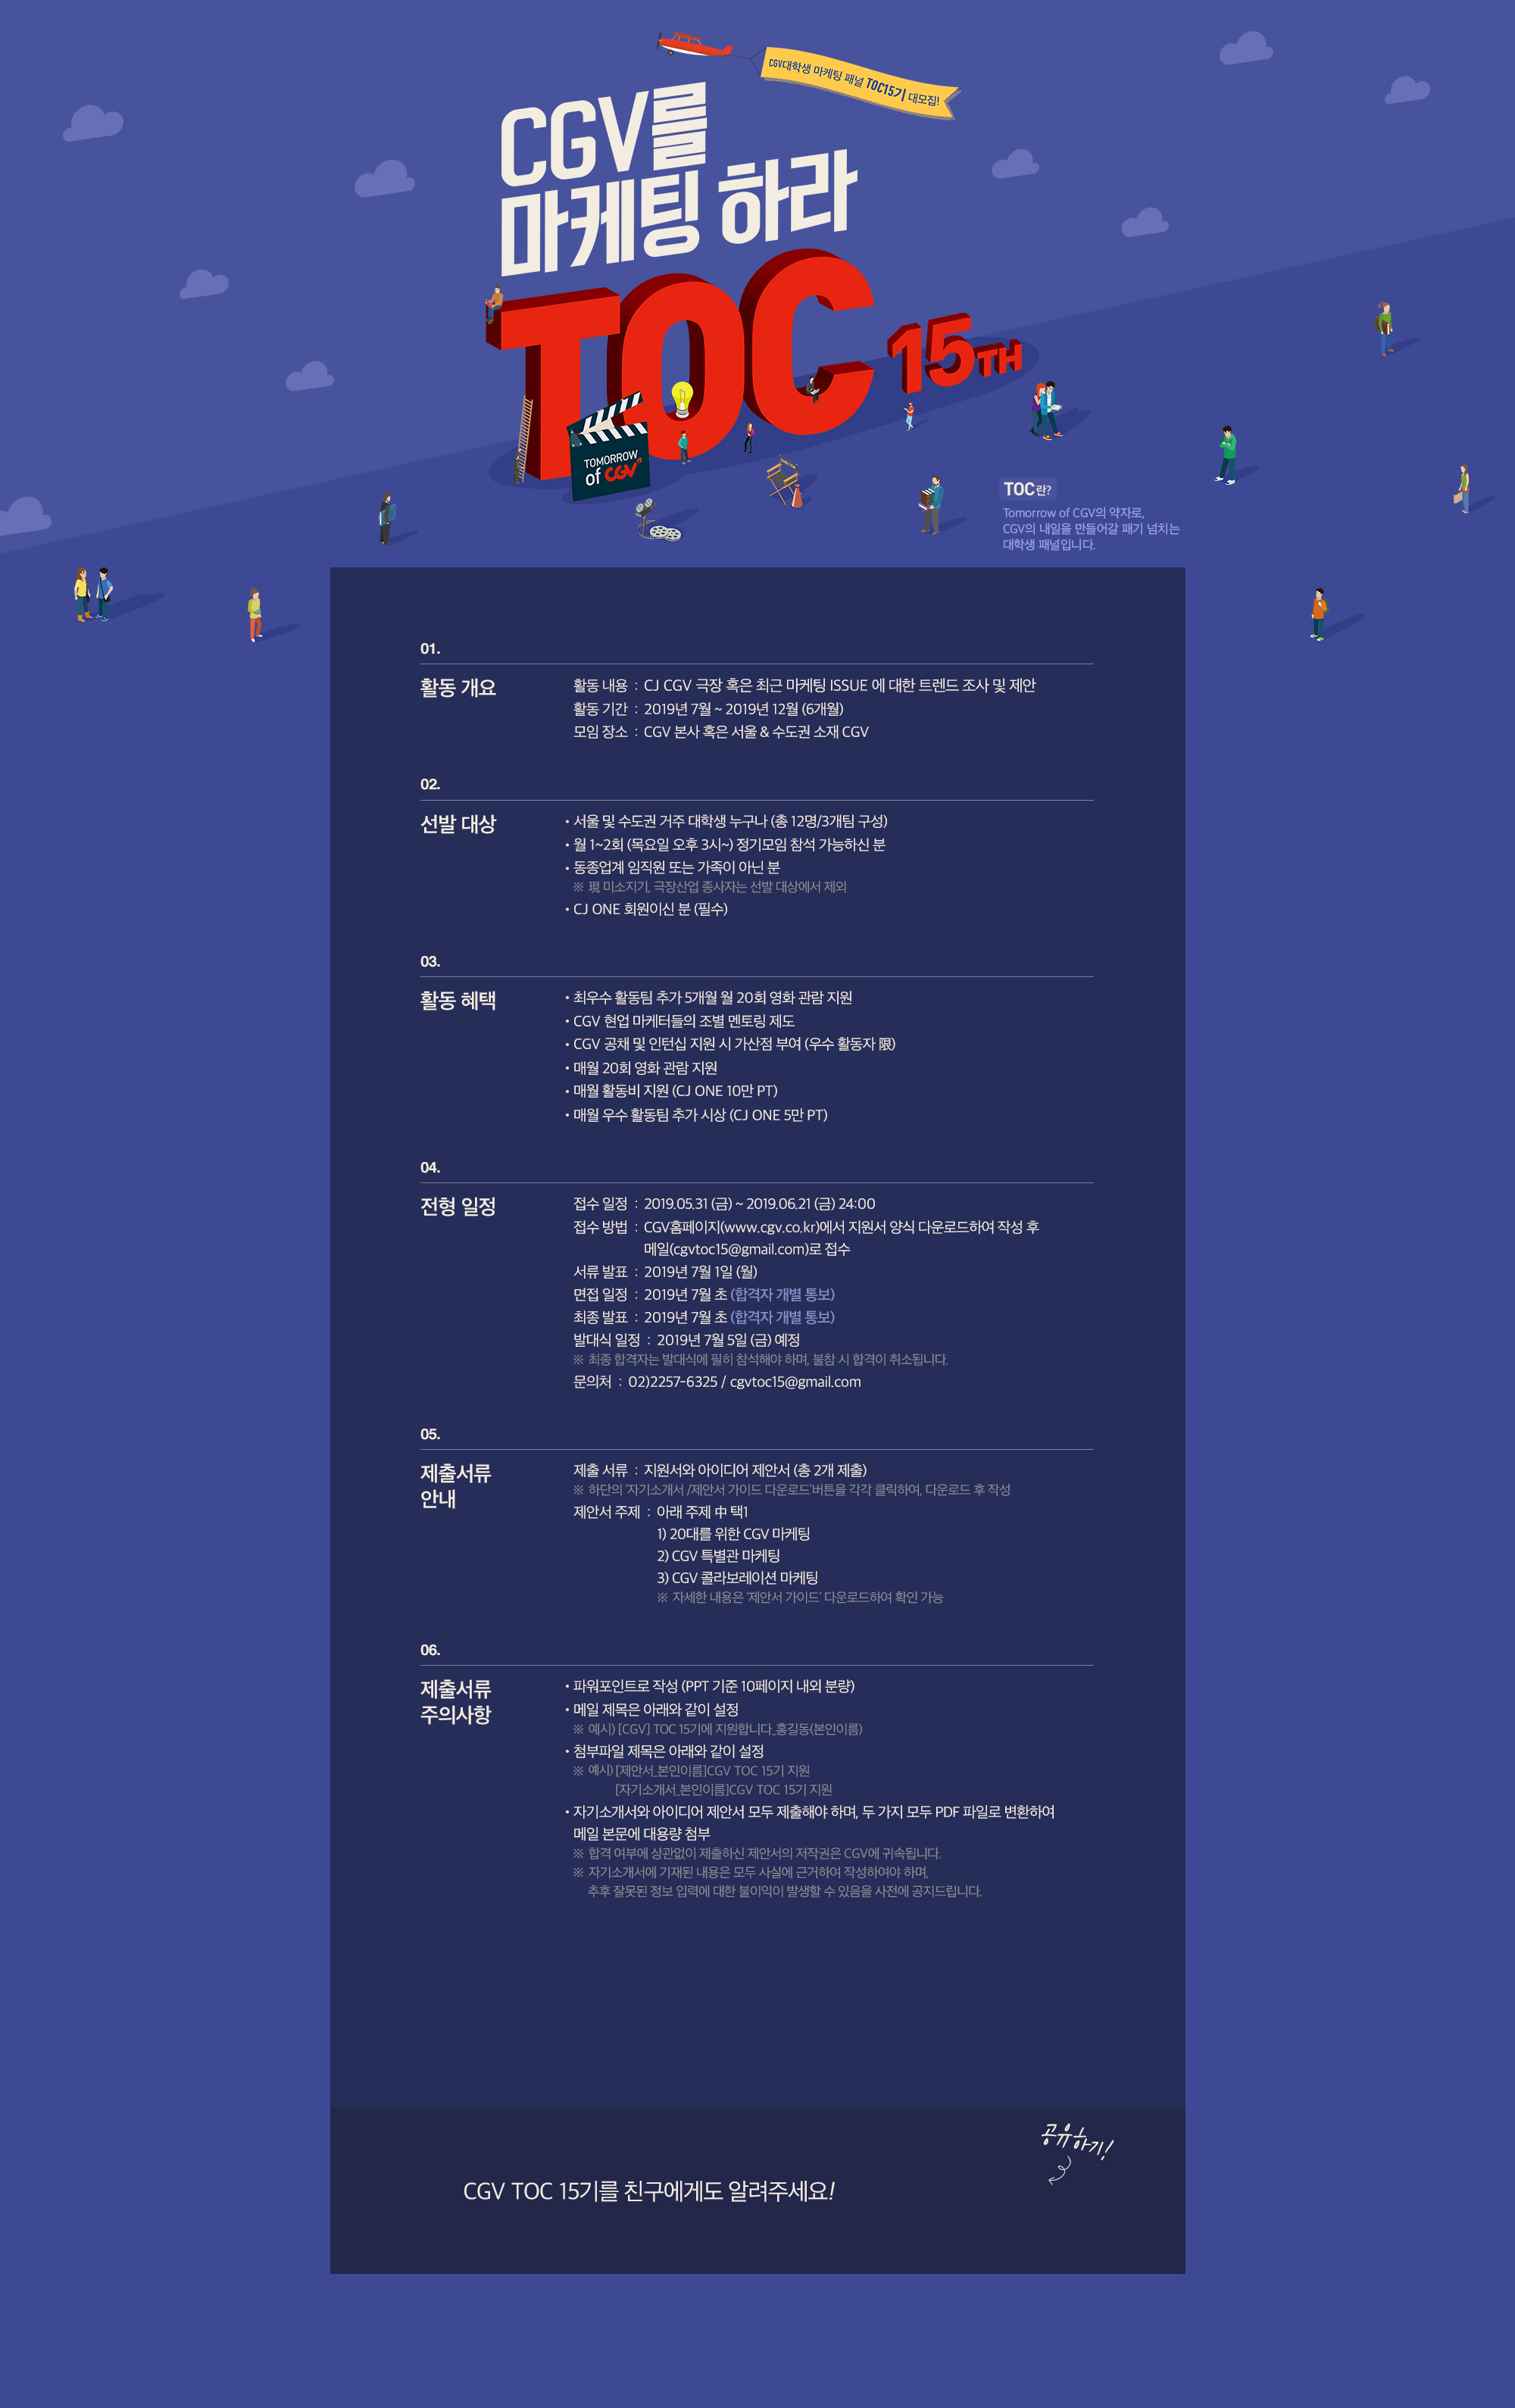 CGV대학생 마케팅 패널 TOC15기 대모집!
CGV를
마케팅 하라
TOC 15TH
TOMORROW
of CGV
TOC란?
Tomorrow of CGV의 약자로,
CGV의 내일을 만들어갈 패기 넘치는
대학생 패널입니다.
01.
활동 개요
활동 내용 : CJ CGV 극장 혹은 최근 마케팅 ISSUE 에 대한 트렌드 조사 및 제안
활동 기간 : 2019년 7월 ~ 2019년 12월 (6개월)
모임 장소 : CGV 본사 혹은 서울 & 수도권 소재 CGV
02.
선발 대상
• 서울 및 수도권 거주 대학생 누구나 (총 12명/3개팀 구성)
• 월 1~2회 (목요일 오후 3시~) 정기모임 참석 가능하신 분
• 동종업계 임직원 또는 가족이 아닌 분
※ 現 미소지기, 극장산업 종사자는 선발 대상에서 제외
• CJ ONE 회원이신 분 (필수)
03.
활동 혜택
• 최우수 활동팀 추가 5개월 월 20회 영화 관람 지원
• CGV 현업 마케터들의 조별 멘토링 제도
• CGV 공채 및 인턴십 지원 시 가산점 부여 (우수 활동자 限)
• 매월 20회 영화 관람 지원
• 매월 활동비 지원 (CJ ONE 10만 PT)
• 매월 우수 활동팀 추가 시상 (CJ ONE 5만 PT)
04.
전형 일정
접수 일정 : 2019.05.31 (금) ~ 2019.06.21 (금) 24:00
접수 방법 : CGV홈페이지(www.cgv.co.kr)에서 지원서 양식 다운로드하여 작성 후
메일(cgvtoc15@gmail.com)로 접수
서류 발표 : 2019년 7월 1일 (월)
면접 일정 : 2019년 7월 초 (합격자 개별 통보)
최종 발표 : 2019년 7월 초 (합격자 개별 통보)
발대식 일정 : 2019년 7월 5일 (금) 예정
※ 최종 합격자는 발대식에 필히 참석해야 하며, 불참 시 합격이 취소됩니다.
문의처 : 02)2257-6325 / cgvtoc15@gmail.com
05.
제출서류
안내
제출 서류 : 지원서와 아이디어 제안서 (총 2개 제출)
※ 하단의 '자기소개서 /제안서 가이드 다운로드'버튼을 각각 클릭하여, 다운로드 후 작성
제안서 주제 : 아래 주제 中 택1
1) 20대를 위한 CGV 마케팅
2) CGV 특별관 마케팅
3) CGV 콜라보레이션 마케팅
※ 자세한 내용은 '제안서 가이드' 다운로드하여 확인 가능
06.
제출서류
주의사항
• 파워포인트로 작성 (PPT 기준 10페이지 내외 분량)
• 메일 제목은 아래와 같이 설정
※ 예시) [CGV] TOC 15기에 지원합니다_홍길동(본인이름)
• 첨부파일 제목은 아래와 같이 설정
※ 예시) [제안서_본인이름]CGV TOC 15기 지원
[자기소개서_본인이름]CGV TOC 15기 지원
• 자기소개서와 아이디어 제안서 모두 제출해야 하며, 두 가지 모두 PDF 파일로 변환하여
메일 본문에 대용량 첨부
※ 합격 여부에 상관없이 제출하신 제안서의 저작권은 CGV에 귀속됩니다.
※ 자기소개서에 기재된 내용은 모두 사실에 근거하여 작성하여야 하며,
추후 잘못된 정보 입력에 대한 불이익이 발생할 수 있음을 사전에 공지드립니다.
공유하기!
CGV TOC 15기를 친구에게도 알려주세요!